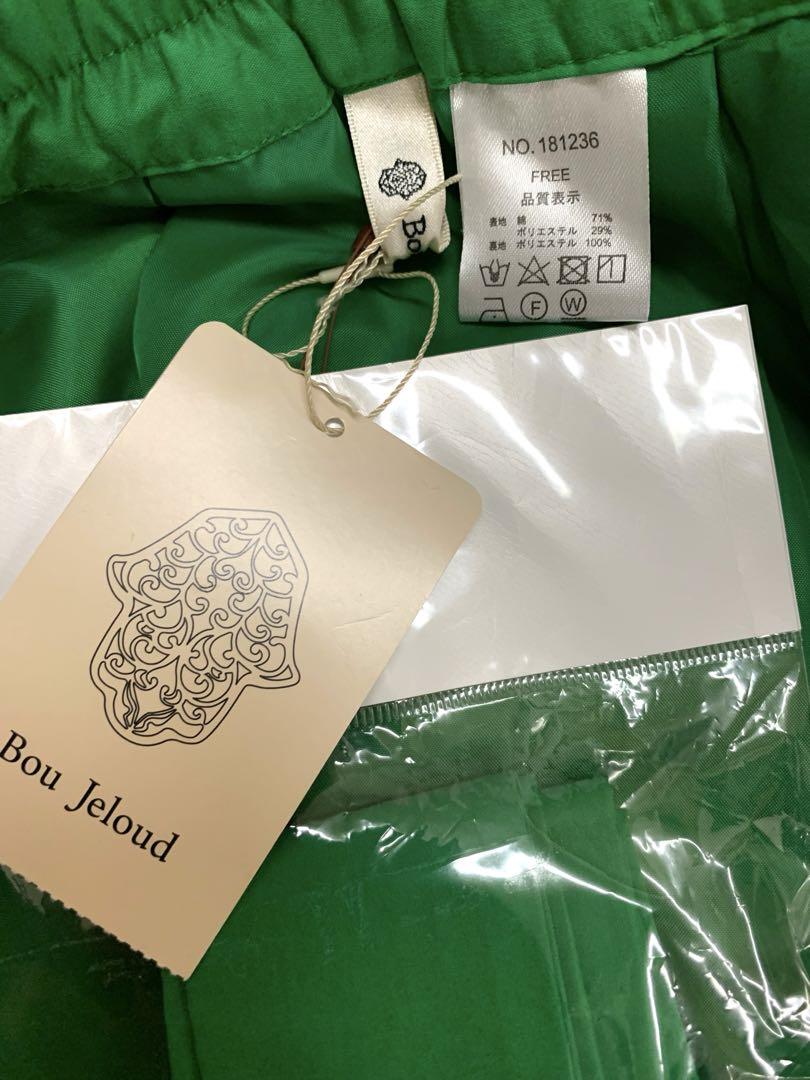 NO.181236
FREE
品質表示
表地 綿 71%
ポリエステル 29%
裏地 ポリエステル 100%
F W
Bo
Bou Jeloud